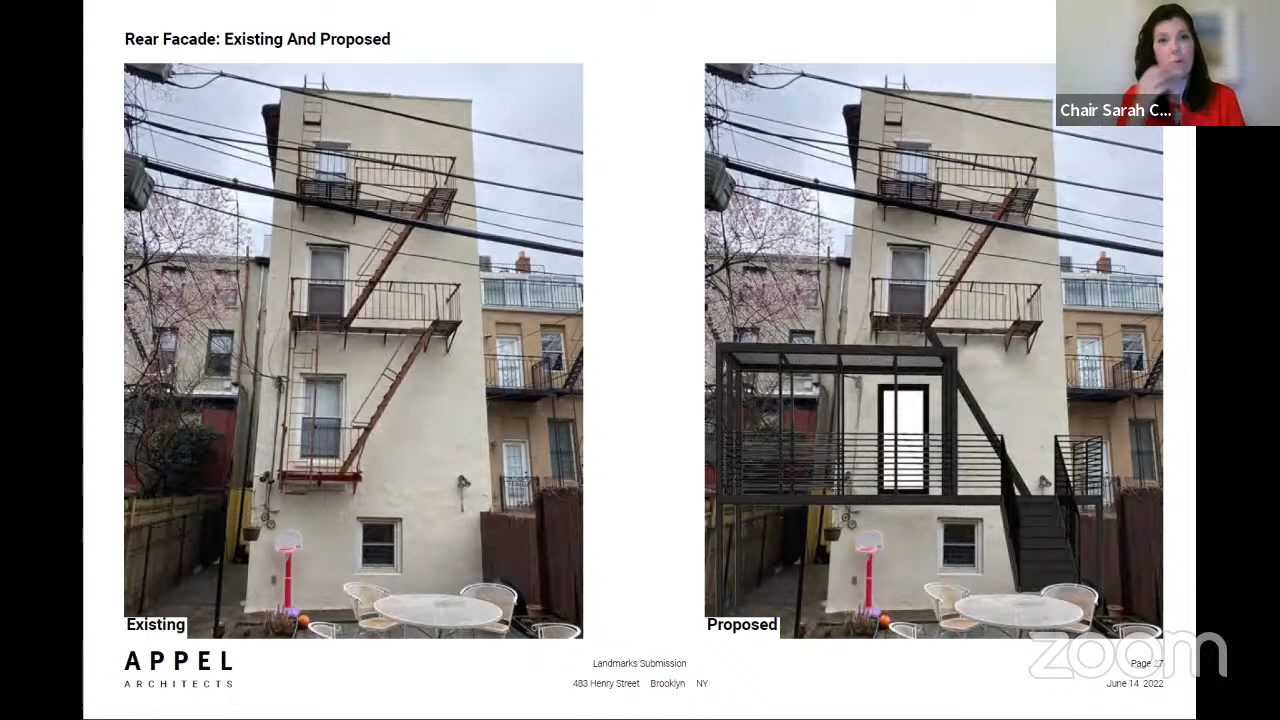 Rear Facade: Existing And Proposed
Chair Sarah C...
Existing
Proposed
APPEL
ARCHITECTS
Landmarks Submission
483 Henry Street Brooklyn NY
zoom
Page 27
June 14 2022